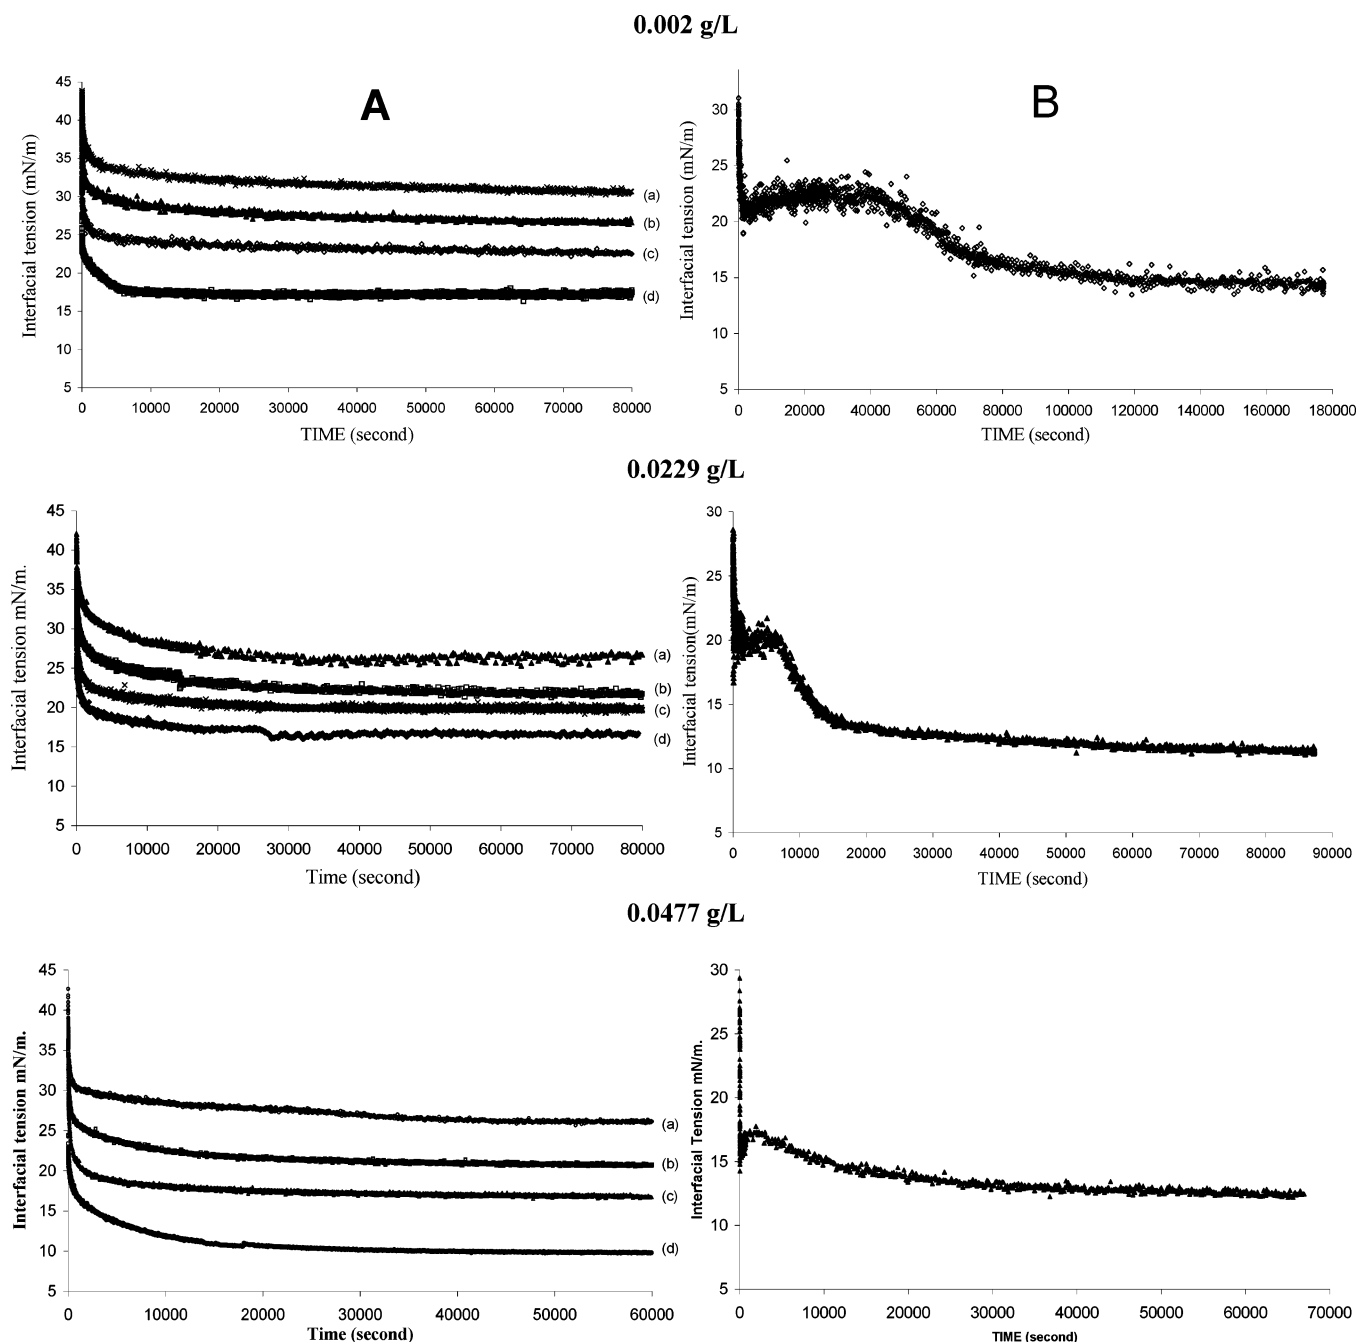 0.002 g/L
A
Interfacial tension (mN/m)
45
40
35
30
25
20
15
10
5
0 10000 20000 30000 40000 50000 60000 70000 80000
TIME (second)
(a)
(b)
(c)
(d)
B
Interfacial tension (mN/m)
30
25
20
15
10
5
0 20000 40000 60000 80000 100000 120000 140000 160000 180000
TIME (second)
0.0229 g/L
Interfacial tension mN/m.
45
40
35
30
25
20
15
10
5
0 10000 20000 30000 40000 50000 60000 70000 80000
Time (second)
(a)
(b)
(c)
(d)
Interfacial tension(mN/m)
30
25
20
15
10
5
0 10000 20000 30000 40000 50000 60000 70000 80000 90000
TIME (second)
0.0477 g/L
Interfacial tension mN/m.
45
40
35
30
25
20
15
10
5
0 10000 20000 30000 40000 50000 60000
Time (second)
(a)
(b)
(c)
(d)
Interfacial Tension mN/m.
30
25
20
15
10
5
0 10000 20000 30000 40000 50000 60000 70000
TIME (second)